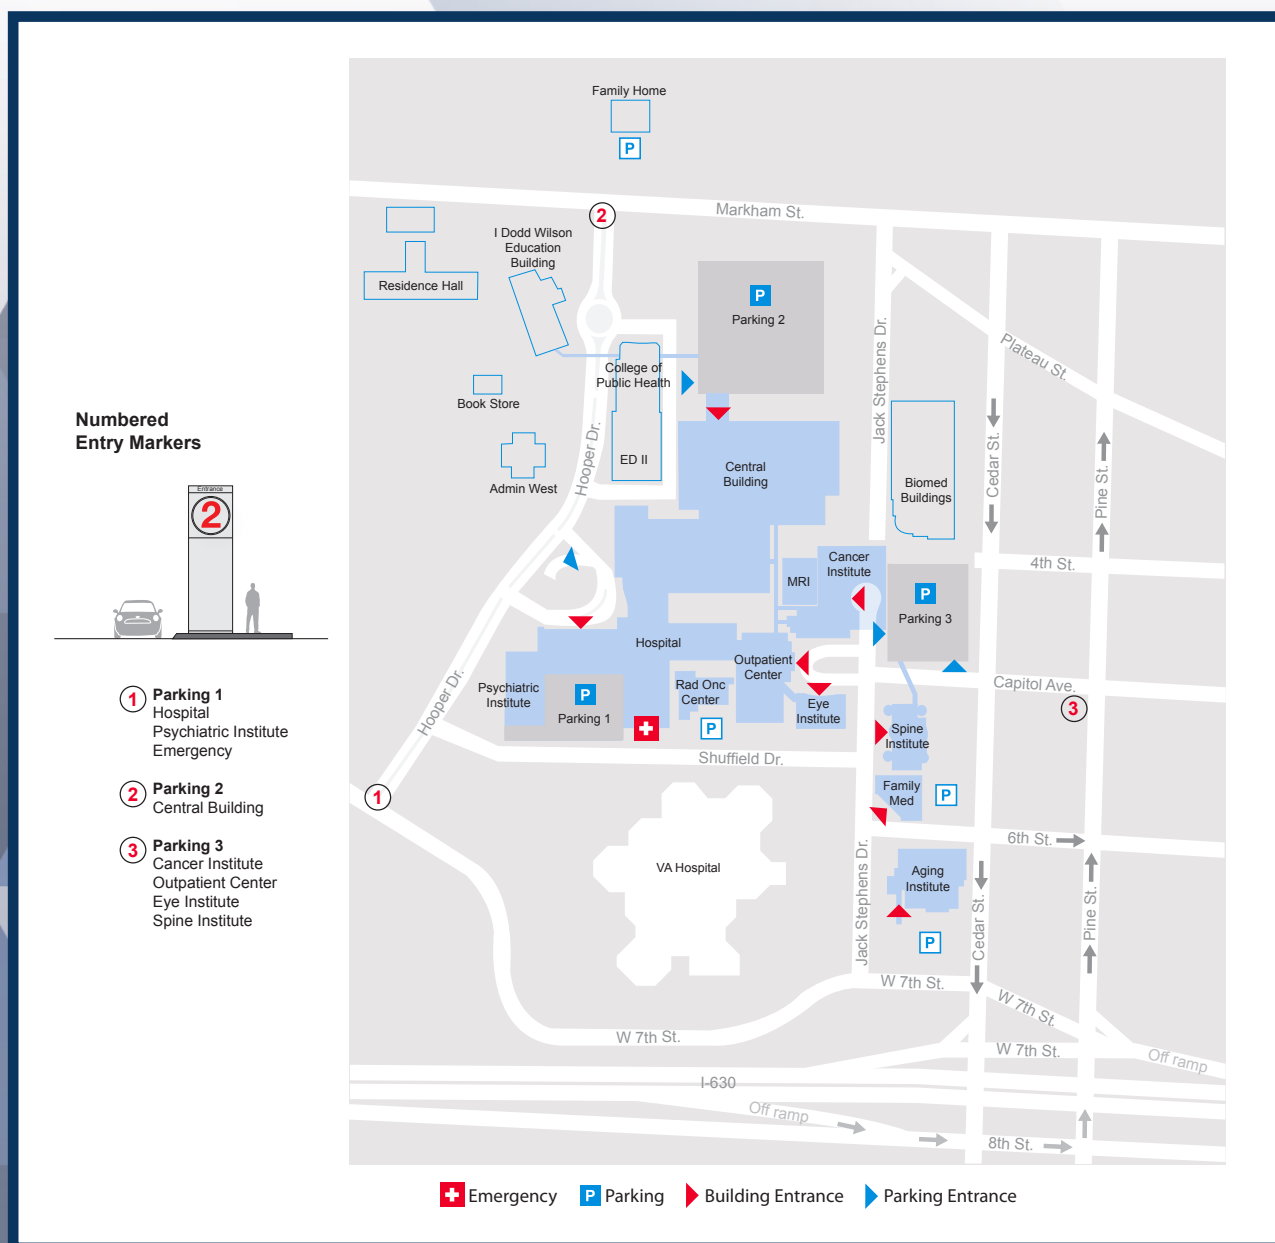 Family Home
P
Markham St.
2
I Dodd Wilson
Education
Building
Residence Hall
P
Parking 2
Jack Stephens Dr.
Plateau St.
College of
Public Health
Book Store
Numbered
Entry Markers
Hooper Dr.
ED II
Admin West
Central
Building
Biomed
Buildings
Cedar St.
Pine St.
Entrance
2
4th St.
Cancer
Institute
MRI
P
Parking 3
Hospital
Outpatient
Center
Capitol Ave.
3
Psychiatric
Institute
P
Parking 1
Rad Onc
Center
P
Eye
Institute
Spine
Institute
Hooper Dr.
Shuffield Dr.
1
Family
Med
P
6th St.
VA Hospital
Jack Stephens Dr.
Aging
Institute
P
Cedar St.
Pine St.
W 7th St.
W 7th St.
W 7th St.
W 7th St.
Off ramp
I-630
Off ramp
8th St.
1 Parking 1
Hospital
Psychiatric Institute
Emergency
2 Parking 2
Central Building
3 Parking 3
Cancer Institute
Outpatient Center
Eye Institute
Spine Institute
Emergency P Parking Building Entrance Parking Entrance